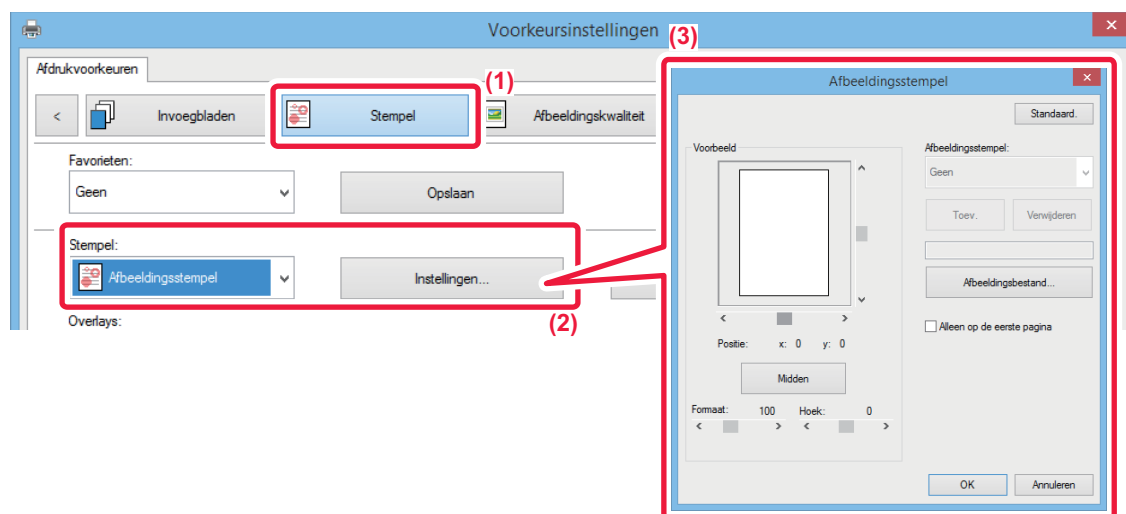 Voorkeursinstellingen
(3)
Afdrukvoorkeuren
(1)
< Invoegbladen Stempel Afbeeldingskwaliteit
Favorieten:
Geen Opslaan
Stempel:
Afbeeldingsstempel Instellingen...
(2)
Overlays:
Afbeeldingsstempel
Standaard.
Voorbeeld
Afbeeldingsstempel:
Geen
Toev. Verwijderen
Afbeeldingsbestand...
Alleen op de eerste pagina
Positie: x: 0 y: 0
Midden
Formaat: 100 Hoek: 0
OK Annuleren